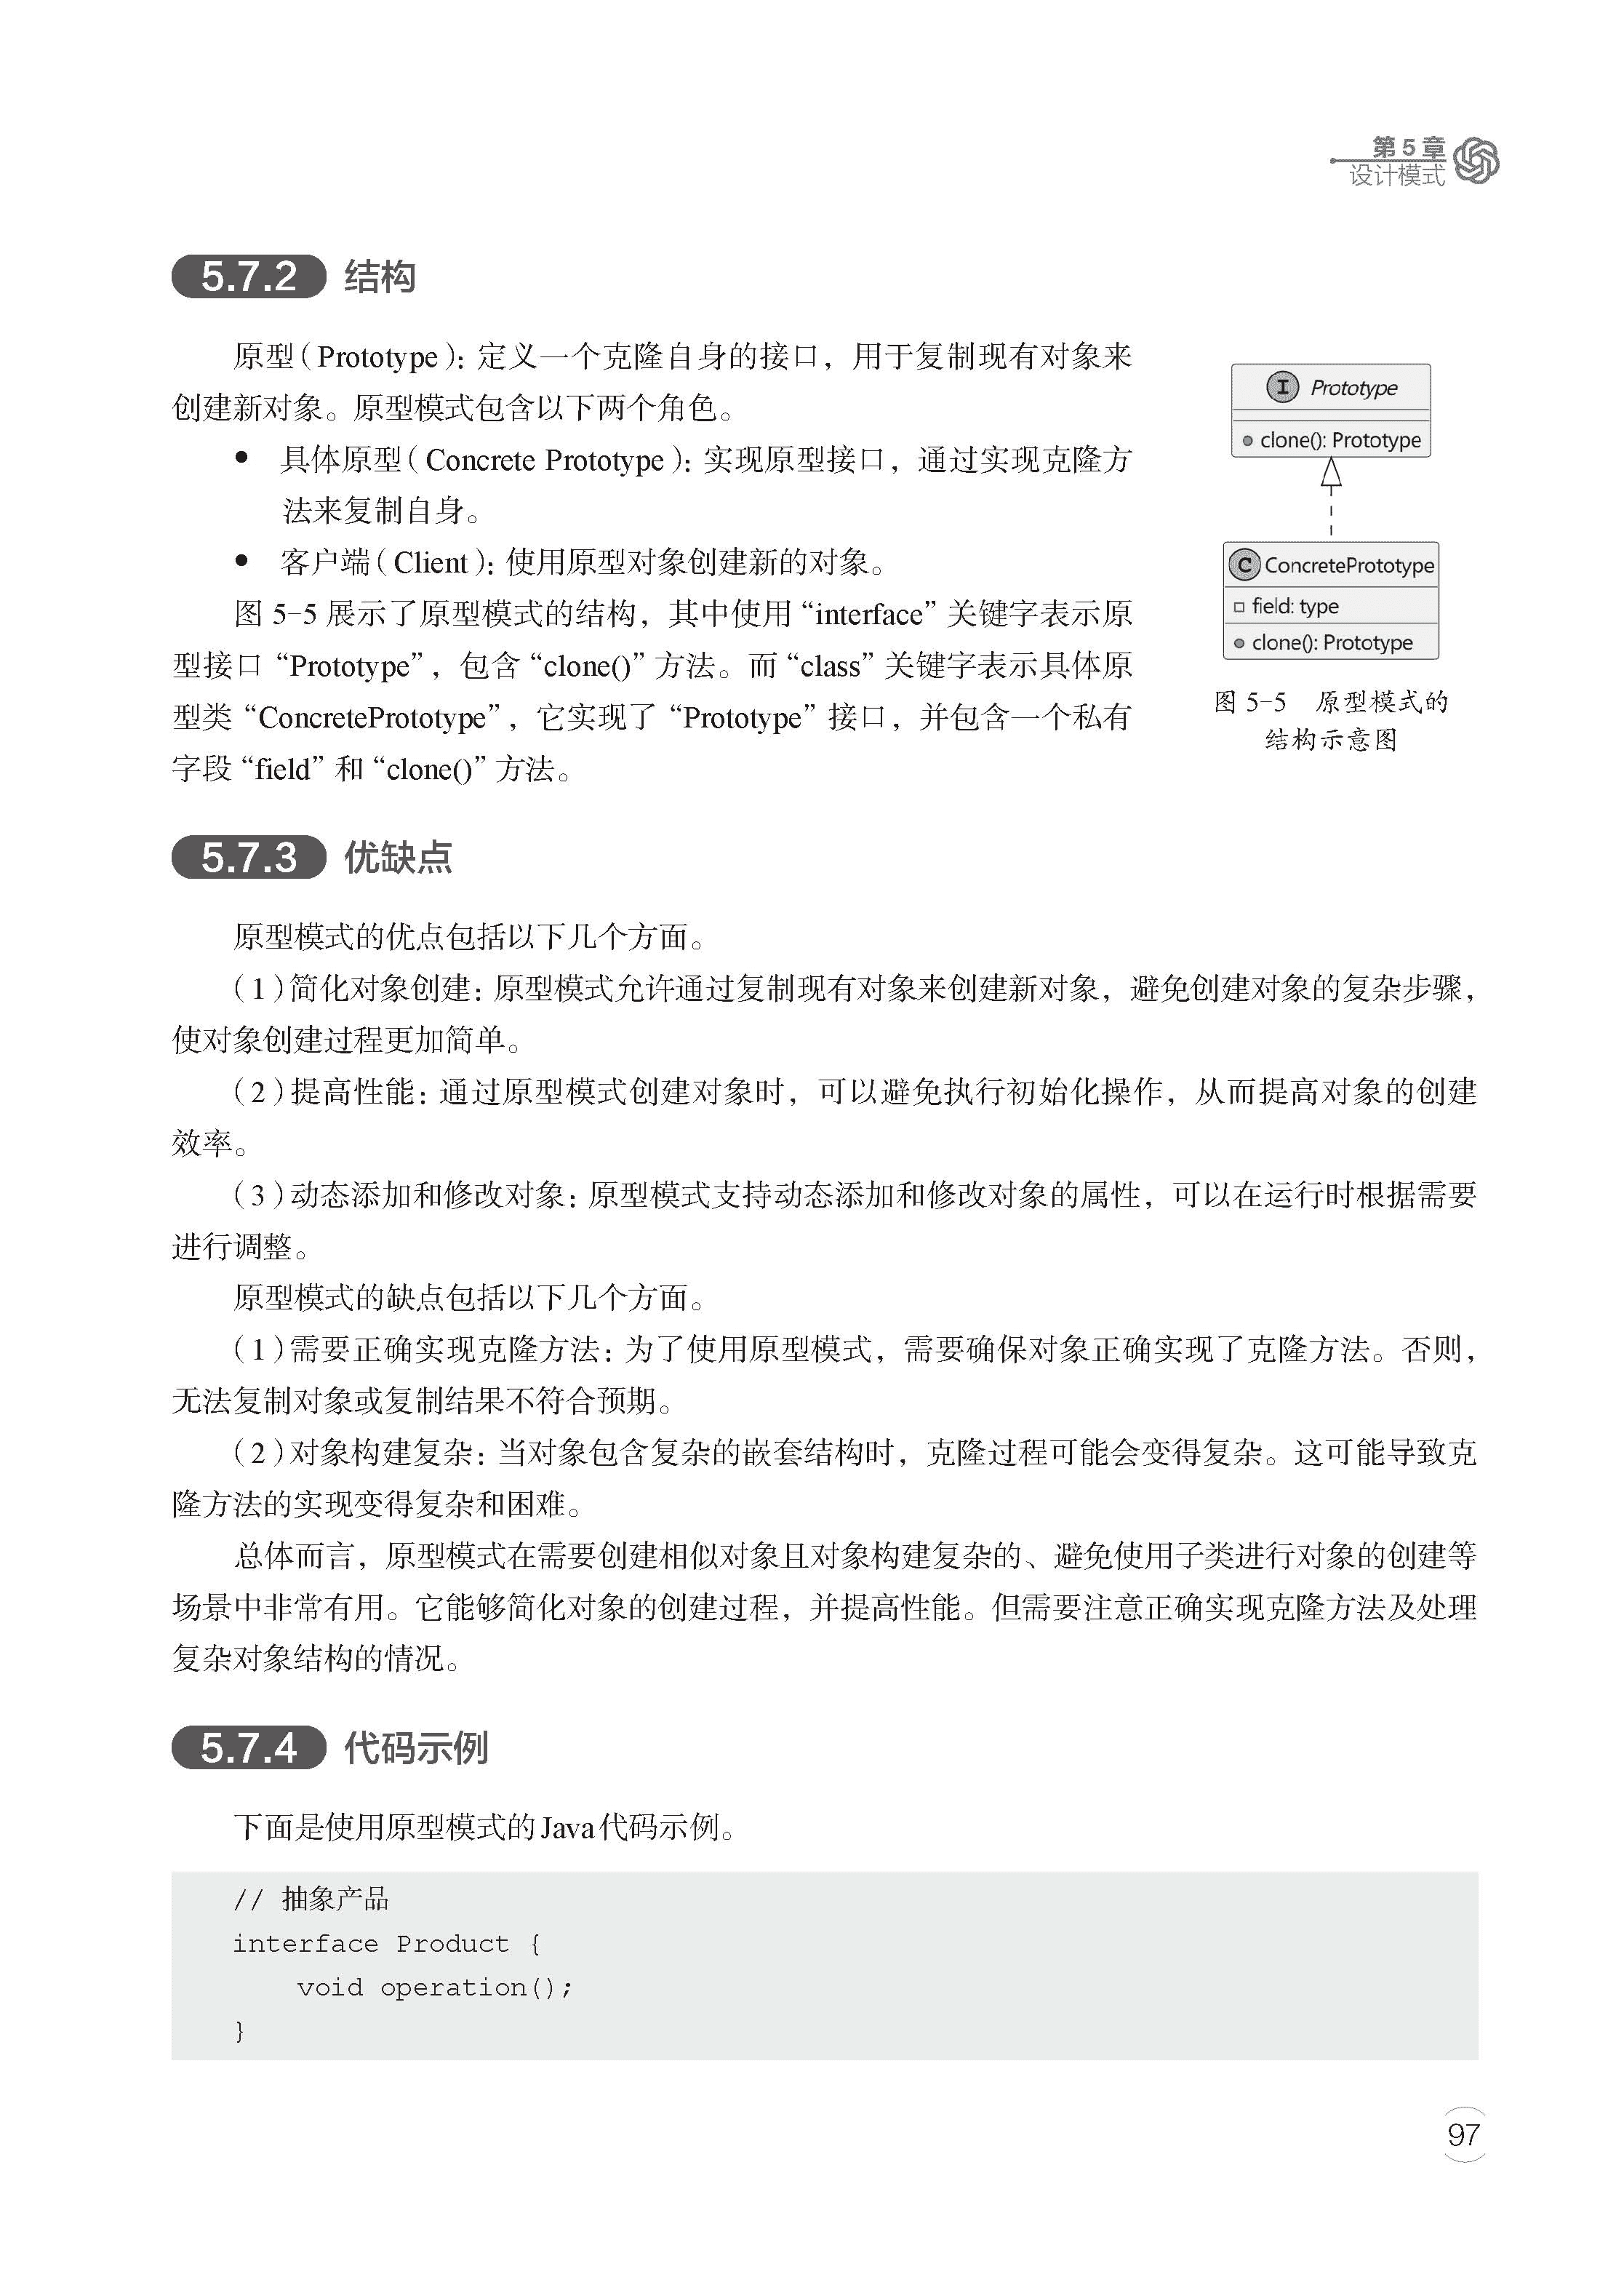 第 5 章
设计模式
5.7.2 结构
原型（Prototype）：定义一个克隆自身的接口，用于复制现有对象来
创建新对象。原型模式包含以下两个角色。
● 具体原型（Concrete Prototype）：实现原型接口，通过实现克隆方
法来复制自身。
● 客户端（Client）：使用原型对象创建新的对象。
图 5-5 展示了原型模式的结构，其中使用 “interface” 关键字表示原
型接口 “Prototype”，包含 “clone()” 方法。而 “class” 关键字表示具体原
型类 “ConcretePrototype”，它实现了 “Prototype” 接口，并包含一个私有
字段 “field” 和 “clone()” 方法。
I Prototype
clone(): Prototype
C ConcretePrototype
field: type
clone(): Prototype
图 5-5 原型模式的
结构示意图
5.7.3 优缺点
原型模式的优点包括以下几个方面。
（1）简化对象创建：原型模式允许通过复制现有对象来创建新对象，避免创建对象的复杂步骤，
使对象创建过程更加简单。
（2）提高性能：通过原型模式创建对象时，可以避免执行初始化操作，从而提高对象的创建
效率。
（3）动态添加和修改对象：原型模式支持动态添加和修改对象的属性，可以在运行时根据需要
进行调整。
原型模式的缺点包括以下几个方面。
（1）需要正确实现克隆方法：为了使用原型模式，需要确保对象正确实现了克隆方法。否则，
无法复制对象或复制结果不符合预期。
（2）对象构建复杂：当对象包含复杂的嵌套结构时，克隆过程可能会变得复杂。这可能导致克
隆方法的实现变得复杂和困难。
总体而言，原型模式在需要创建相似对象且对象构建复杂的、避免使用子类进行对象的创建等
场景中非常有用。它能够简化对象的创建过程，并提高性能。但需要注意正确实现克隆方法及处理
复杂对象结构的情况。
5.7.4 代码示例
下面是使用原型模式的Java代码示例。
// 抽象产品
interface Product {
    void operation();
}
97